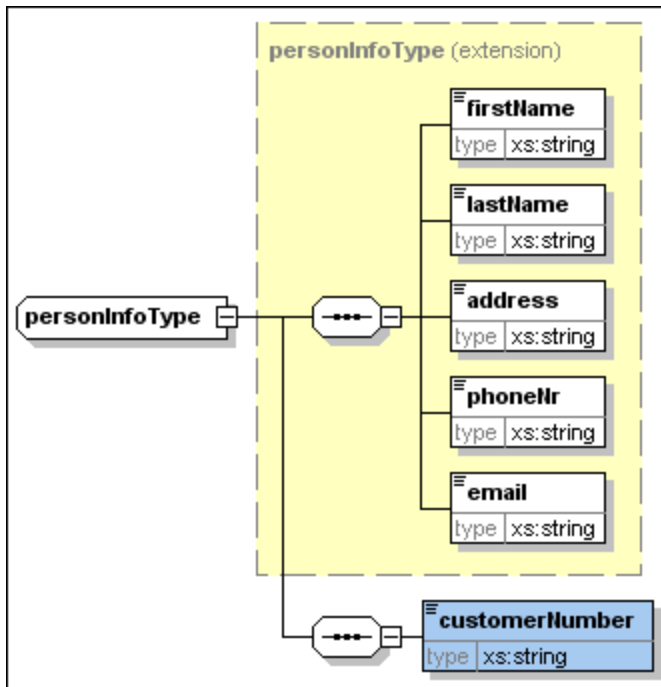 personInfoType (extension)
firstName
type xs:string
lastName
type xs:string
personInfoType
address
type xs:string
phoneNr
type xs:string
email
type xs:string
customerNumber
type xs:string